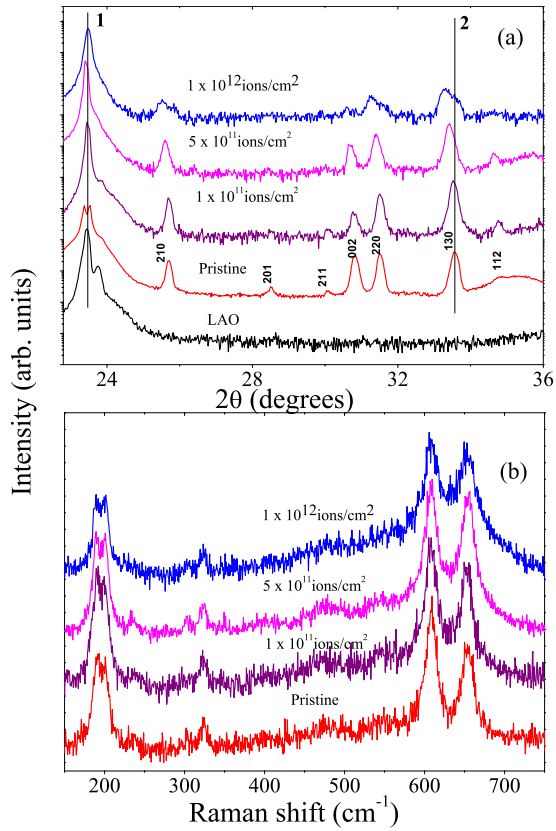 1
2
(a)
1 x 10¹²ions/cm²
5 x 10¹¹ions/cm²
1 x 10¹¹ions/cm²
210
201
211
002
220
130
112
Pristine
LAO
24
28
32
36
2θ (degrees)
Intensity (arb. units)
(b)
1 x 10¹²ions/cm²
5 x 10¹¹ions/cm²
1 x 10¹¹ions/cm²
Pristine
200
300
400
500
600
700
Raman shift (cm⁻¹)